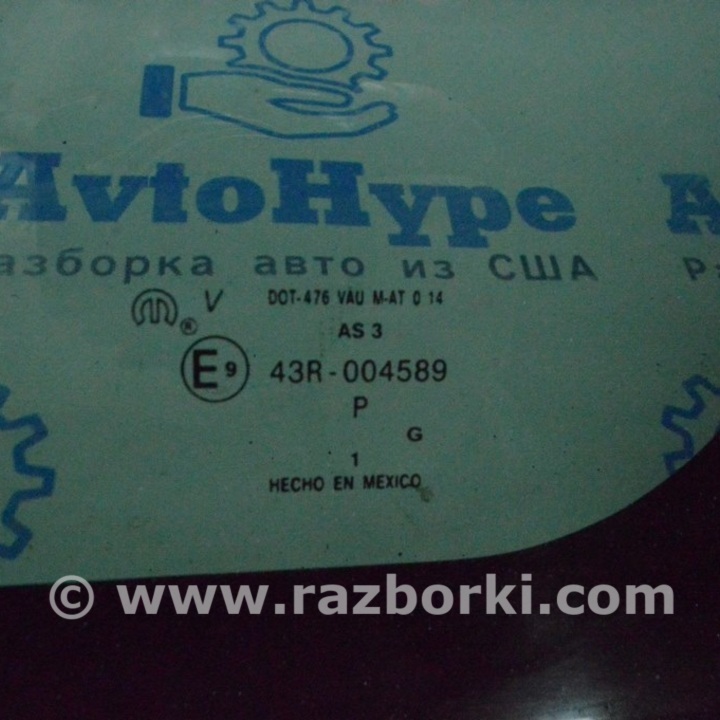 AvtoHype A
азборка авто из США Р
V DOT-476 VAU M-AT 0 14
AS 3
E9 43R-004589
P
G
1
HECHO EN MEXICO
© www.razborki.com